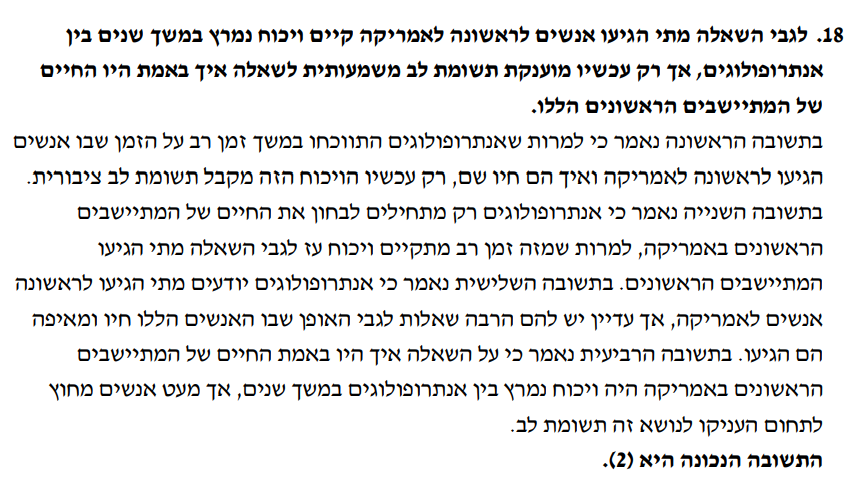 18. לגבי השאלה מתי הגיעו אנשים לראשונה לאמריקה קיים ויכוח נמרץ במשך שנים בין
אנתרופולוגים, אך רק עכשיו מוענקת תשומת לב משמעותית לשאלה איך באמת היו החיים
של המתיישבים הראשונים הללו.
בתשובה הראשונה נאמר כי למרות שאנתרופולוגים התווכחו במשך זמן רב על הזמן שבו אנשים
הגיעו לראשונה לאמריקה ואיך הם חיו שם, רק עכשיו הויכוח הזה מקבל תשומת לב ציבורית.
בתשובה השנייה נאמר כי אנתרופולוגים רק מתחילים לבחון את החיים של המתיישבים
הראשונים באמריקה, למרות שמזה זמן רב מתקיים ויכוח עז לגבי השאלה מתי הגיעו
המתיישבים הראשונים. בתשובה השלישית נאמר כי אנתרופולוגים יודעים מתי הגיעו לראשונה
אנשים לאמריקה, אך עדיין יש להם הרבה שאלות לגבי האופן שבו האנשים הללו חיו ומאיפה
הם הגיעו. בתשובה הרביעית נאמר כי על השאלה איך היו באמת החיים של המתיישבים
הראשונים באמריקה היה ויכוח נמרץ בין אנתרופולוגים במשך שנים, אך מעט אנשים מחוץ
לתחום העניקו לנושא זה תשומת לב.
התשובה הנכונה היא (2).